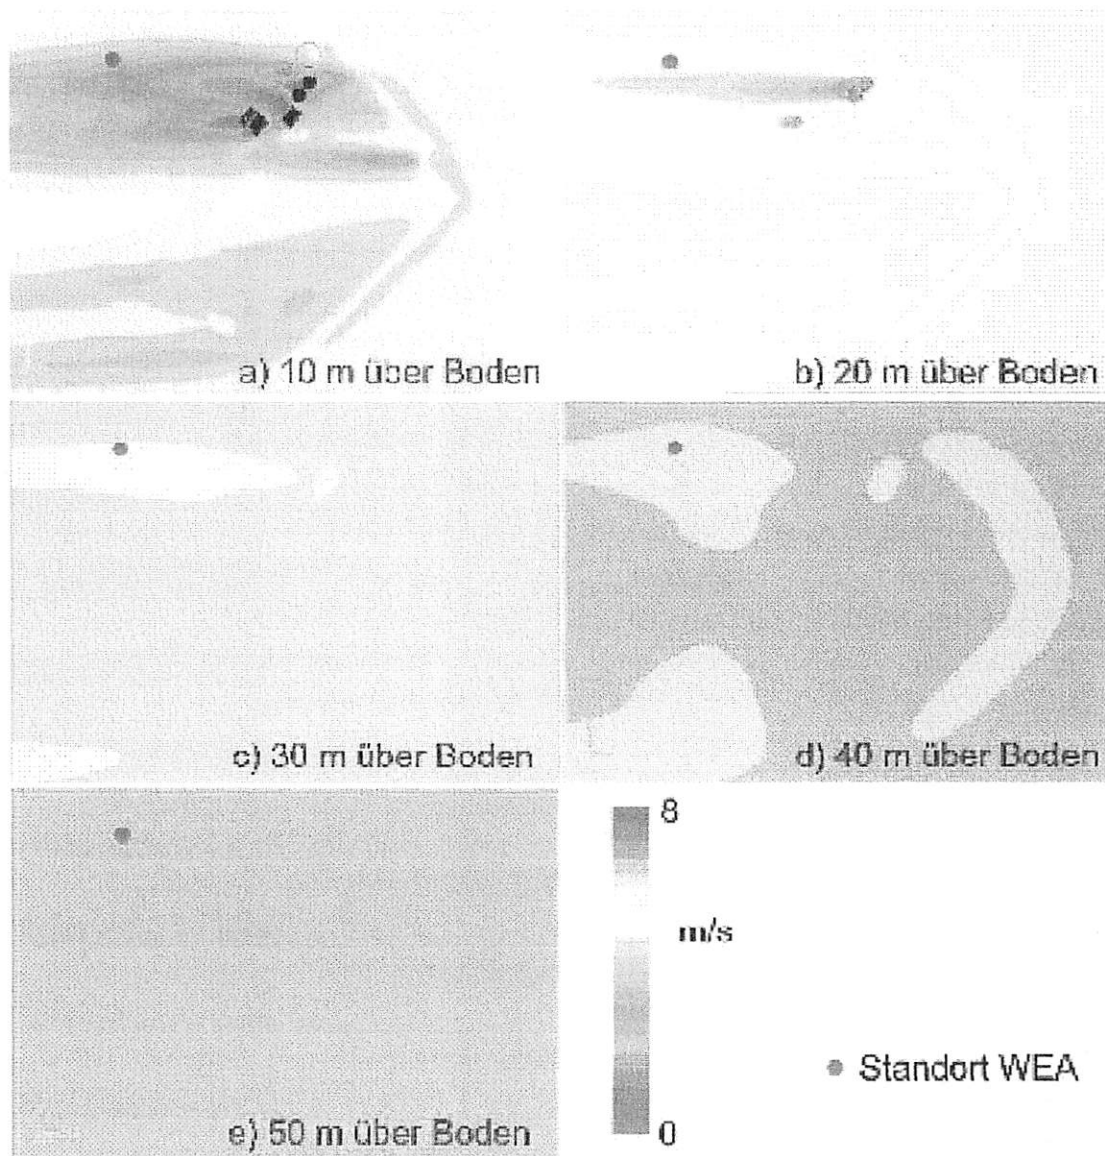 a) 10 m über Boden
b) 20 m über Boden
c) 30 m über Boden
d) 40 m über Boden
e) 50 m über Boden
8
m/s
0
Standort WEA